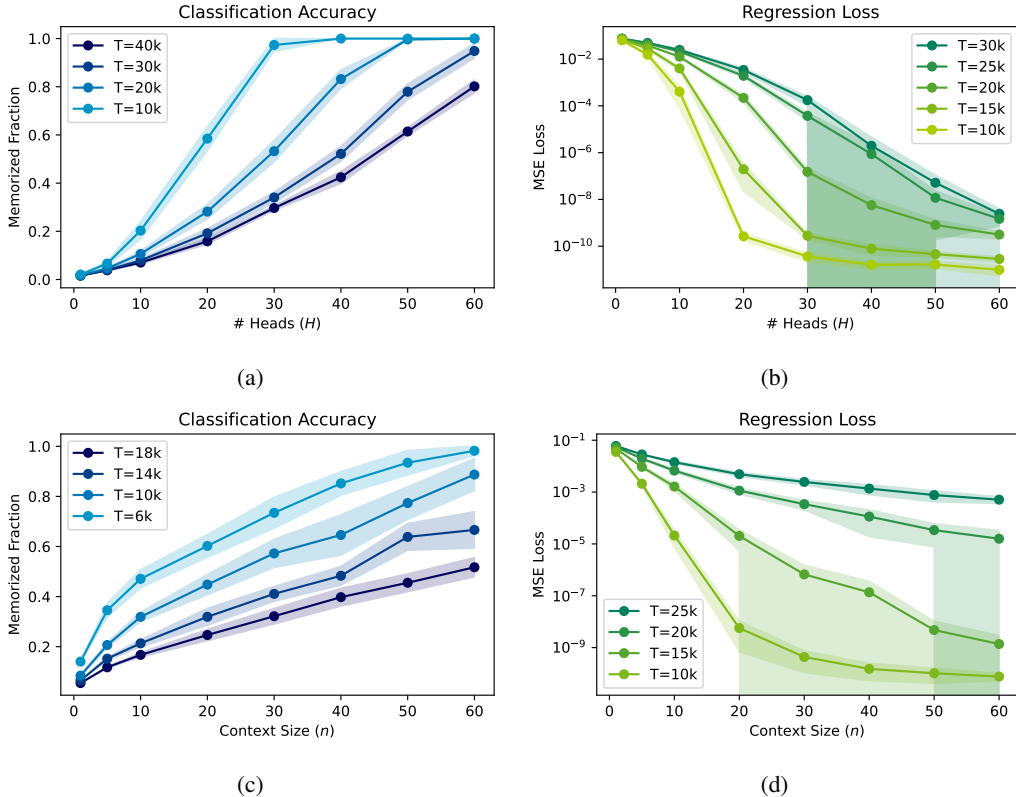 Classification Accuracy
Memorized Fraction
1.0
0.8
0.6
0.4
0.2
0.0
T=40k
T=30k
T=20k
T=10k
0 10 20 30 40 50 60
# Heads (H)
(a)
Regression Loss
MSE Loss
10⁻²
10⁻⁴
10⁻⁶
10⁻⁸
10⁻¹⁰
T=30k
T=25k
T=20k
T=15k
T=10k
0 10 20 30 40 50 60
# Heads (H)
(b)
Classification Accuracy
Memorized Fraction
1.0
0.8
0.6
0.4
0.2
T=18k
T=14k
T=10k
T=6k
0 10 20 30 40 50 60
Context Size (n)
(c)
Regression Loss
MSE Loss
10⁻¹
10⁻³
10⁻⁵
10⁻⁷
10⁻⁹
T=25k
T=20k
T=15k
T=10k
0 10 20 30 40 50 60
Context Size (n)
(d)